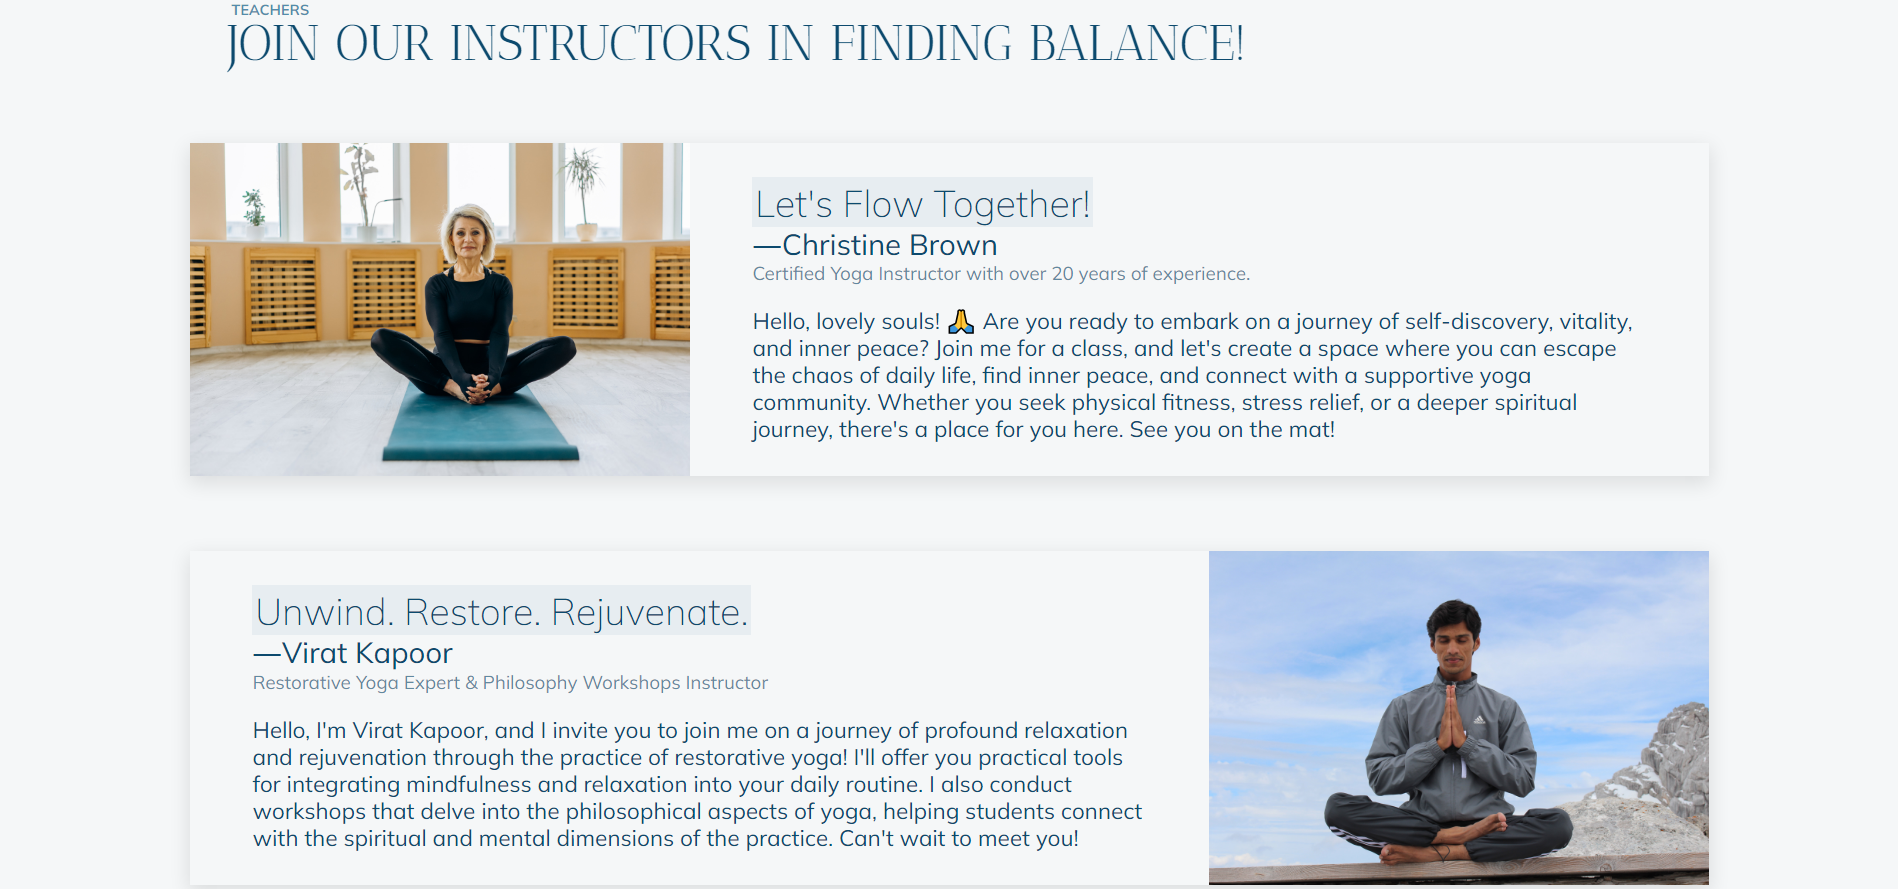 TEACHERS
JOIN OUR INSTRUCTORS IN FINDING BALANCE!
Let's Flow Together!
—Christine Brown
Certified Yoga Instructor with over 20 years of experience.
Hello, lovely souls! 🙏 Are you ready to embark on a journey of self-discovery, vitality,
and inner peace? Join me for a class, and let's create a space where you can escape
the chaos of daily life, find inner peace, and connect with a supportive yoga
community. Whether you seek physical fitness, stress relief, or a deeper spiritual
journey, there's a place for you here. See you on the mat!
Unwind. Restore. Rejuvenate.
—Virat Kapoor
Restorative Yoga Expert & Philosophy Workshops Instructor
Hello, I'm Virat Kapoor, and I invite you to join me on a journey of profound relaxation
and rejuvenation through the practice of restorative yoga! I'll offer you practical tools
for integrating mindfulness and relaxation into your daily routine. I also conduct
workshops that delve into the philosophical aspects of yoga, helping students connect
with the spiritual and mental dimensions of the practice. Can't wait to meet you!